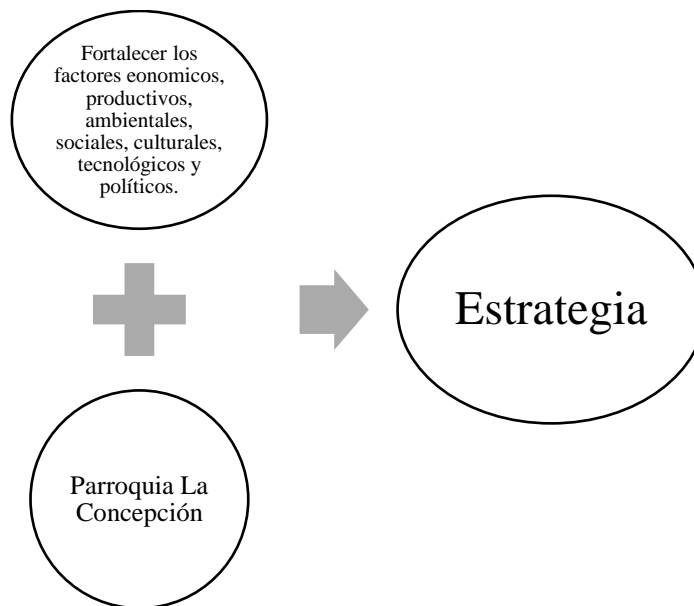 Fortalecer los
factores eonomicos,
productivos,
ambientales,
sociales, culturales,
tecnológicos y
políticos.
Estrategia
Parroquia La
Concepción